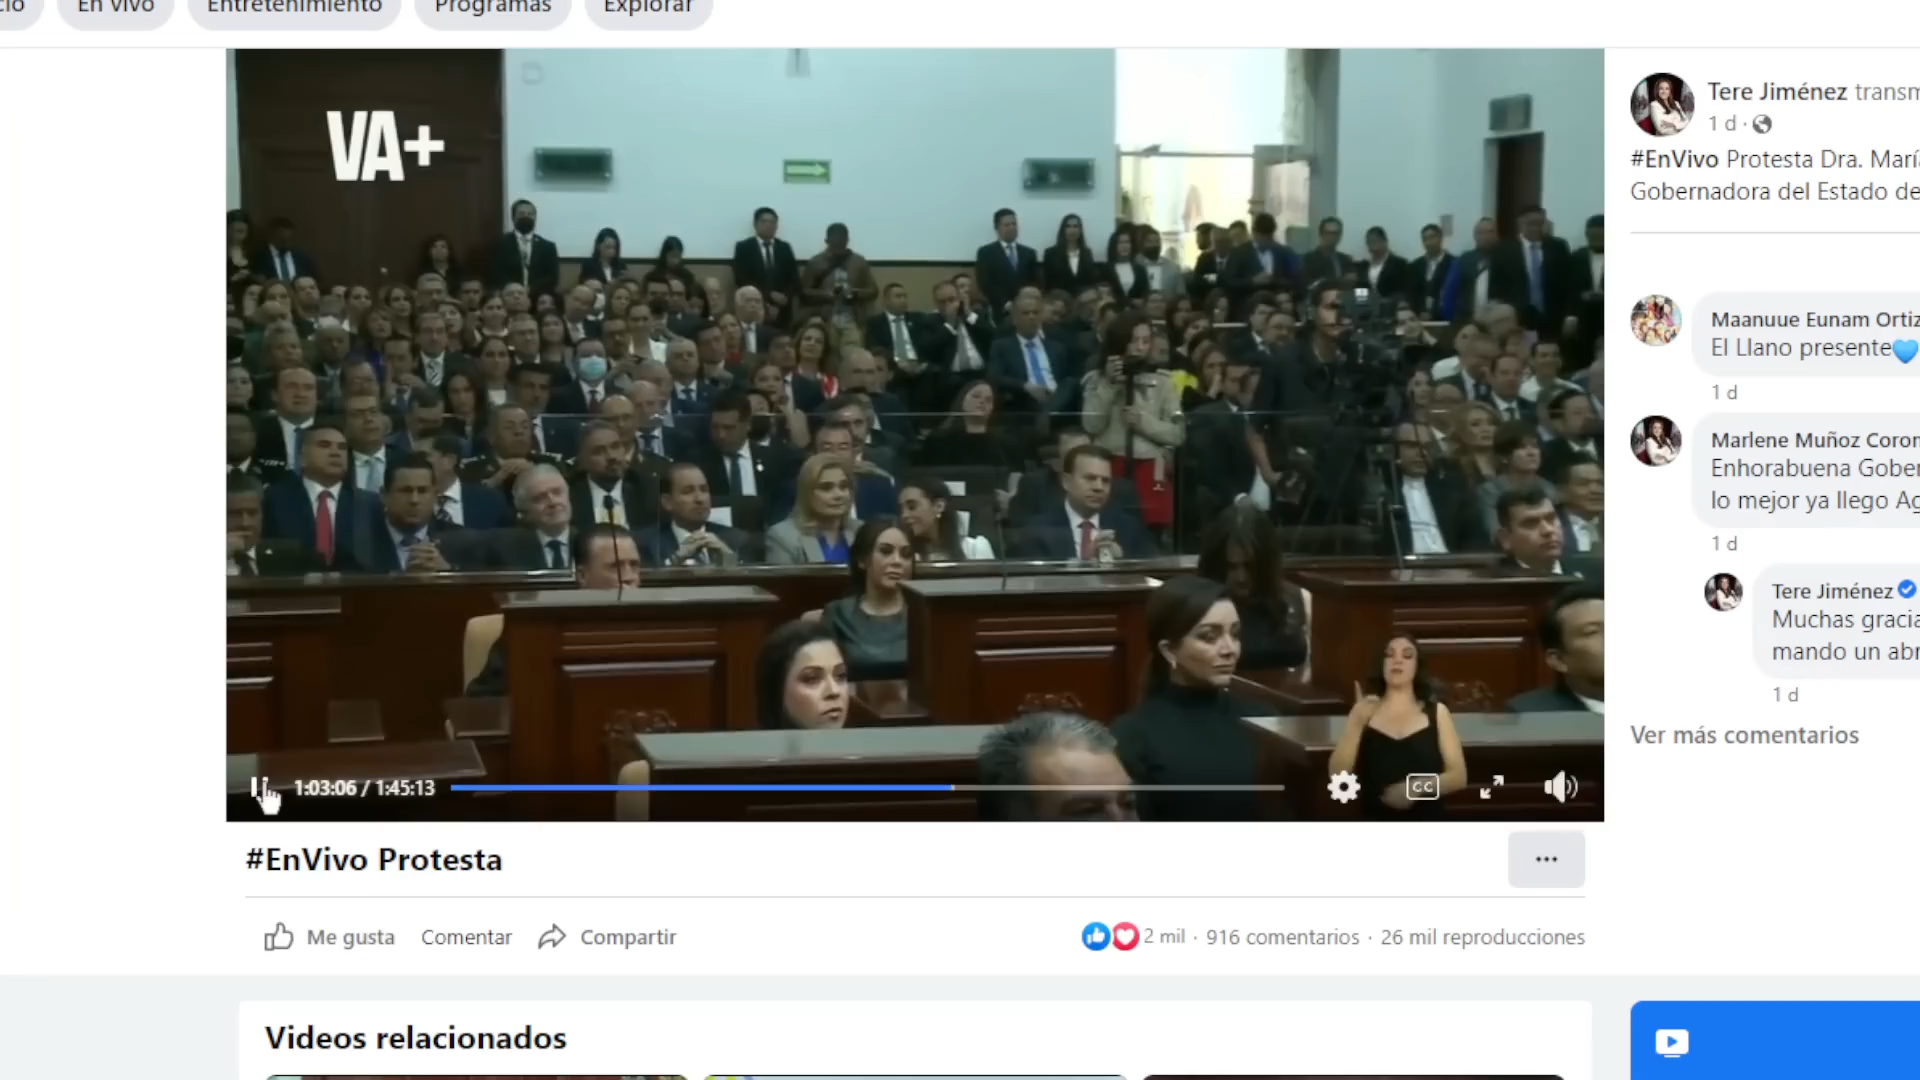 En vivo
Entretenimiento
Programas
Explorar
VA+
1:03:06 / 1:45:13
CC
#EnVivo Protesta
Me gusta
Comentar
Compartir
2 mil · 916 comentarios · 26 mil reproducciones
Videos relacionados
Tere Jiménez
1 d ·
#EnVivo Protesta Dra.
Gobernadora del Estado de
Maanuue Eunam Ortiz
El Llano presente
1 d
Marlene Muñoz
Enhorabuena
lo mejor ya llego
1 d
Tere Jiménez
Muchas
mando un
1 d
Ver más comentarios